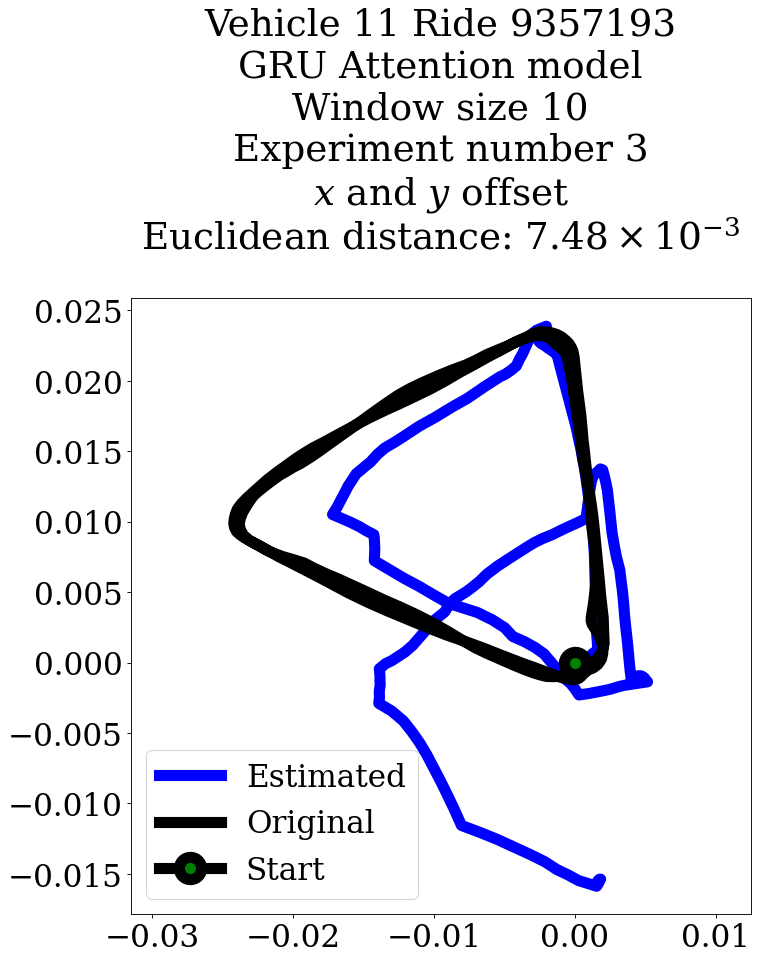 Vehicle 11 Ride 9357193
GRU Attention model
Window size 10
Experiment number 3
x and y offset
Euclidean distance: 7.48 × 10⁻³
0.025
0.020
0.015
0.010
0.005
0.000
−0.005
−0.010
−0.015
Estimated
Original
Start
−0.03 −0.02 −0.01 0.00 0.01